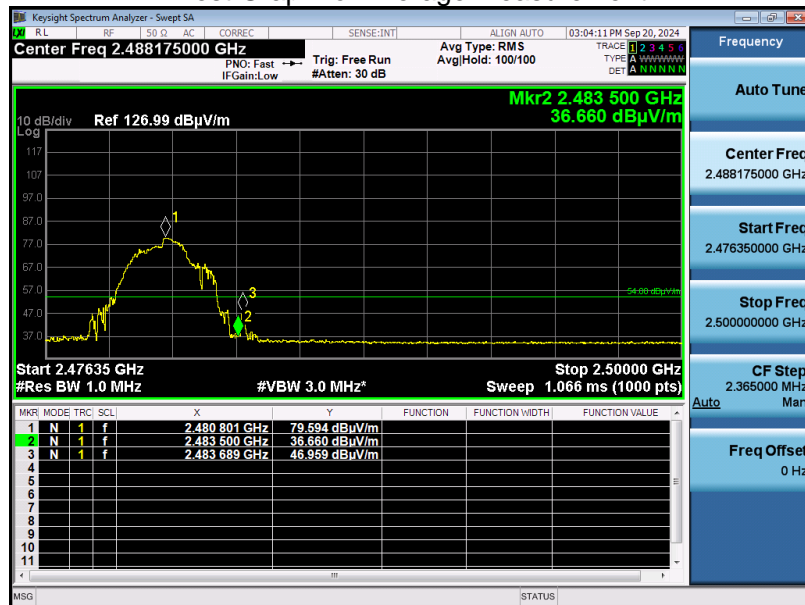 Keysight Spectrum Analyzer - Swept SA
RL RF 50 Ω AC CORREC SENSE:INT ALIGN AUTO 03:04:11 PM Sep 20, 2024
Center Freq 2.488175000 GHz
PNO: Fast
IFGain:Low
Trig: Free Run
#Atten: 30 dB
Avg Type: RMS
Avg|Hold: 100/100
TRACE 1 2 3 4 5 6
TYPE A WWWWW
DET A N N N N N
Mkr2 2.483 500 GHz
36.660 dBµV/m
10 dB/div Ref 126.99 dBµV/m
Log
117
107
97.0
87.0
77.0
67.0
57.0
47.0
37.0
1
3
2
54.00 dBµV/m
Start 2.47635 GHz Stop 2.50000 GHz
#Res BW 1.0 MHz #VBW 3.0 MHz* Sweep 1.066 ms (1000 pts)
MKR MODE TRC SCL X Y FUNCTION FUNCTION WIDTH FUNCTION VALUE
1 N 1 f 2.480 801 GHz 79.594 dBµV/m
2 N 1 f 2.483 500 GHz 36.660 dBµV/m
3 N 1 f 2.483 689 GHz 46.959 dBµV/m
4
5
6
7
8
9
10
11
MSG STATUS
Frequency
Auto Tune
Center Freq
2.488175000 GHz
Start Freq
2.476350000 GHz
Stop Freq
2.500000000 GHz
CF Step
2.365000 MHz
Auto Man
Freq Offset
0 Hz